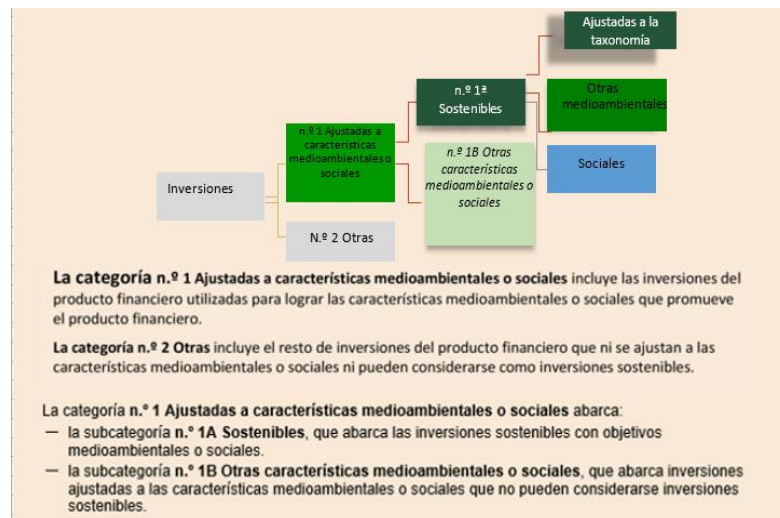 Ajustadas a la
taxonomía
n.º 1ª
Sostenibles
Otras
medioambientales
n.º 1 Ajustadas a
características
medioambientales o
sociales
n.º 1B Otras
características
medioambientales o
sociales
Sociales
Inversiones
N.º 2 Otras
La categoría n.º 1 Ajustadas a características medioambientales o sociales incluye las inversiones del
producto financiero utilizadas para lograr las características medioambientales o sociales que promueve
el producto financiero.
La categoría n.º 2 Otras incluye el resto de inversiones del producto financiero que ni se ajustan a las
características medioambientales o sociales ni pueden considerarse como inversiones sostenibles.
La categoría n.º 1 Ajustadas a características medioambientales o sociales abarca:
— la subcategoría n.º 1A Sostenibles, que abarca las inversiones sostenibles con objetivos
medioambientales o sociales.
— la subcategoría n.º 1B Otras características medioambientales o sociales, que abarca inversiones
ajustadas a las características medioambientales o sociales que no pueden considerarse inversiones
sostenibles.